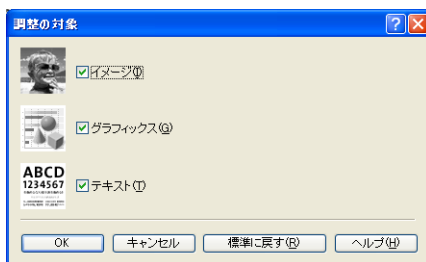 調整の対象
イメージ(I)
グラフィックス(G)
ABCD
1234567
テキスト(T)
OK キャンセル 標準に戻す(R) ヘルプ(H)